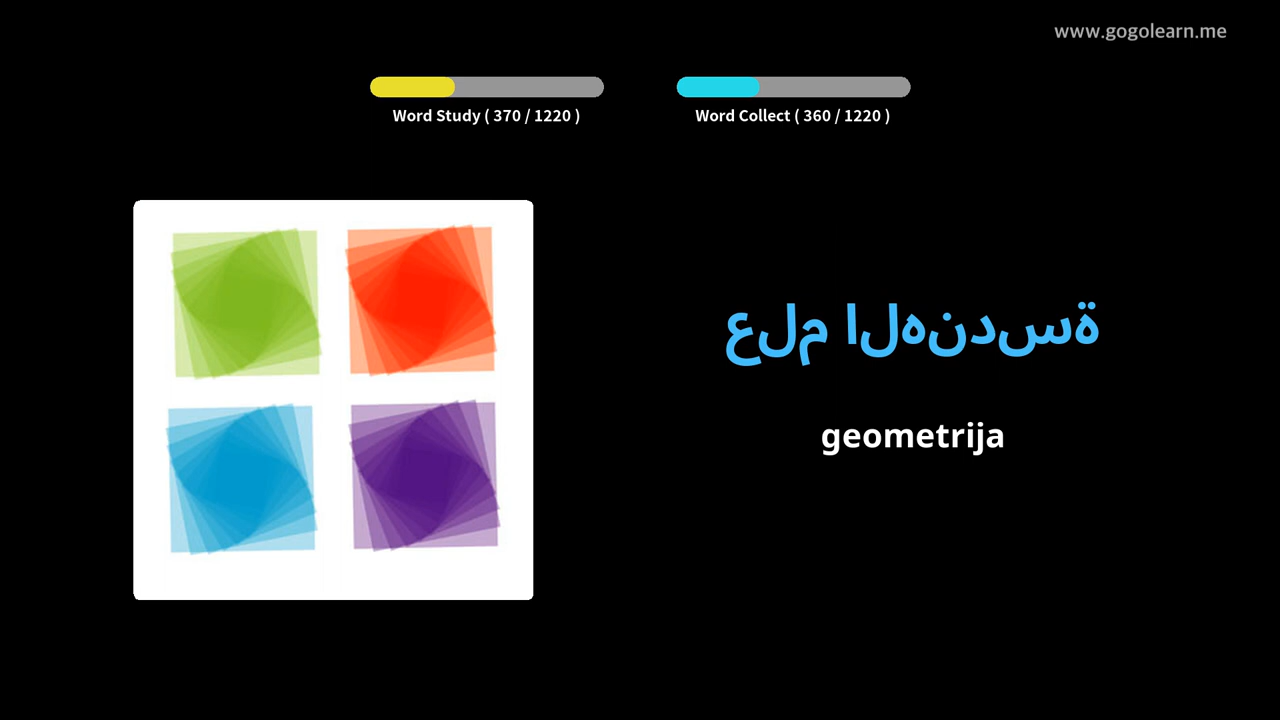 www.gogolearn.me
Word Study ( 370 / 1220 )
Word Collect ( 360 / 1220 )
علم الهندسة
geometrija